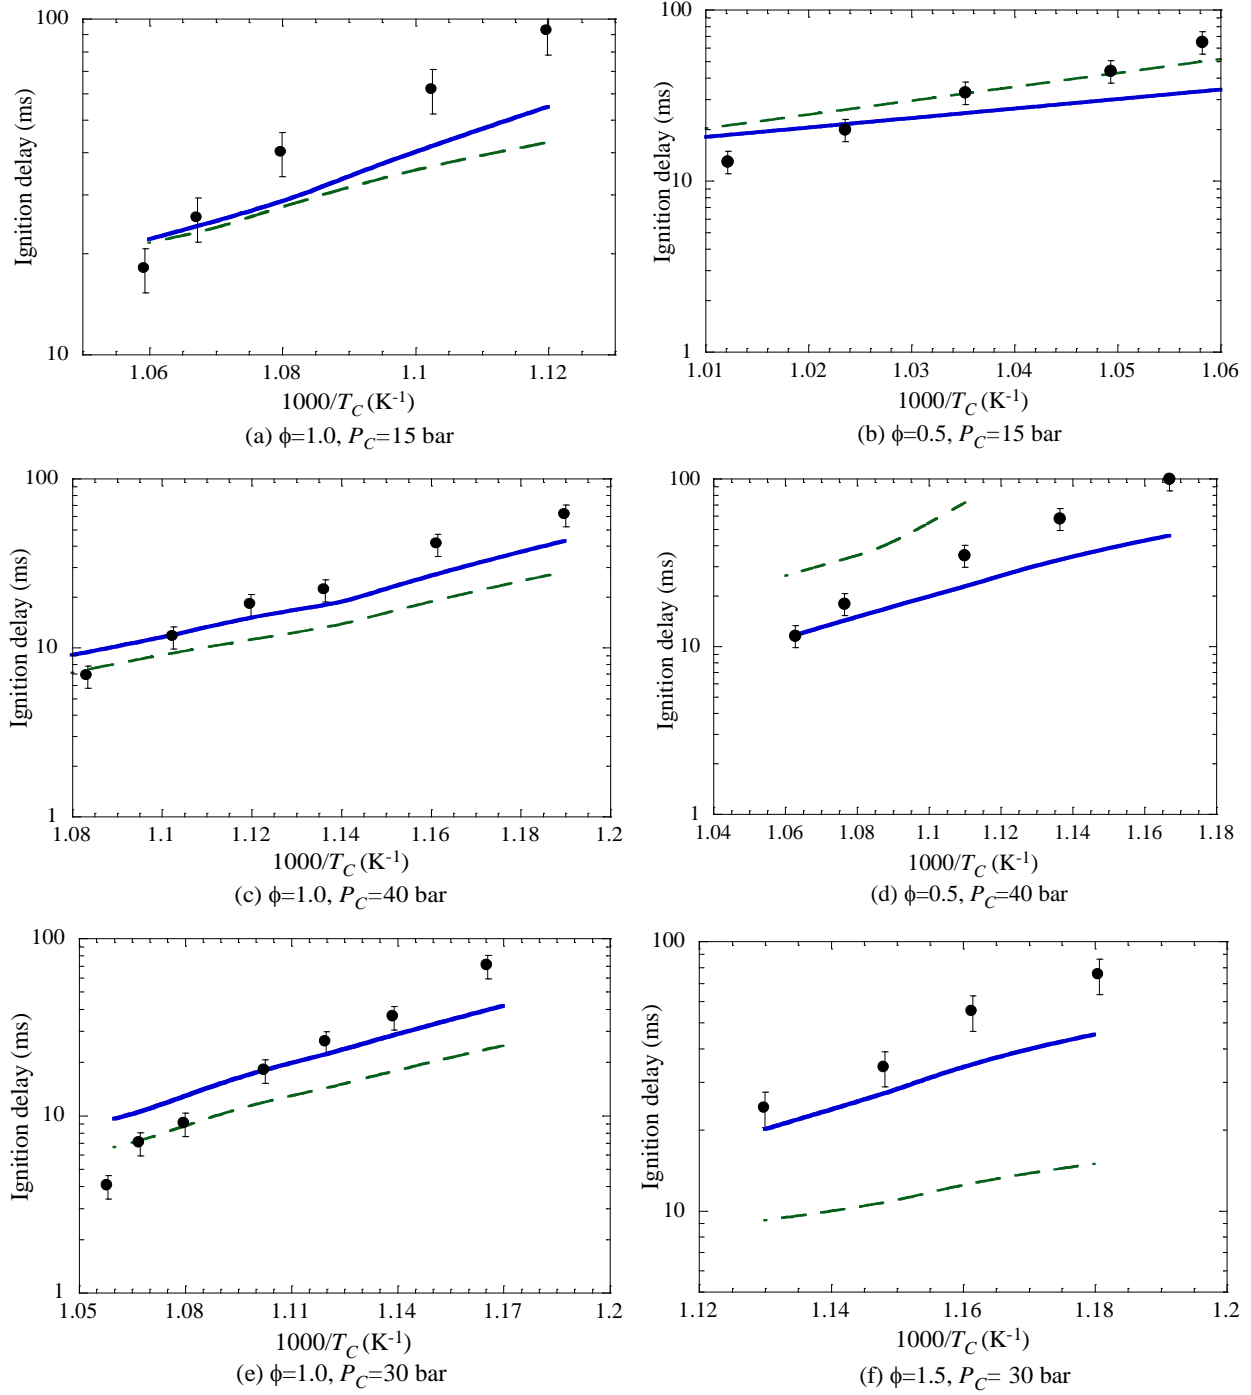 100
10
Ignition delay (ms)
1.06 1.08 1.1 1.12
1000/T_C (K⁻¹)
(a) ϕ=1.0, P_C=15 bar
100
10
1
Ignition delay (ms)
1.01 1.02 1.03 1.04 1.05 1.06
1000/T_C (K⁻¹)
(b) ϕ=0.5, P_C=15 bar
100
10
1
Ignition delay (ms)
1.08 1.1 1.12 1.14 1.16 1.18 1.2
1000/T_C (K⁻¹)
(c) ϕ=1.0, P_C=40 bar
100
10
1
Ignition delay (ms)
1.04 1.06 1.08 1.1 1.12 1.14 1.16 1.18
1000/T_C (K⁻¹)
(d) ϕ=0.5, P_C=40 bar
100
10
1
Ignition delay (ms)
1.05 1.08 1.11 1.14 1.17 1.2
1000/T_C (K⁻¹)
(e) ϕ=1.0, P_C=30 bar
100
10
Ignition delay (ms)
1.12 1.14 1.16 1.18 1.2
1000/T_C (K⁻¹)
(f) ϕ=1.5, P_C= 30 bar